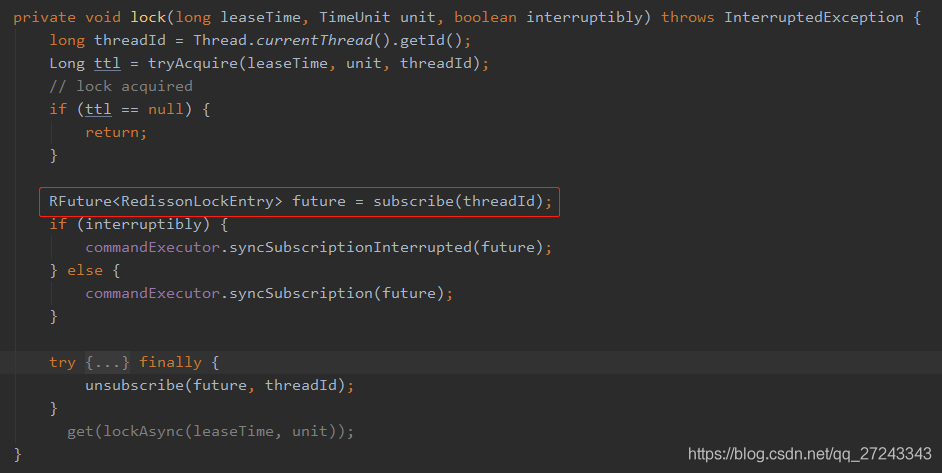 private void lock(long leaseTime, TimeUnit unit, boolean interruptibly) throws InterruptedException {
long threadId = Thread.currentThread().getId();
Long ttl = tryAcquire(leaseTime, unit, threadId);
// lock acquired
if (ttl == null) {
return;
}
RFuture<RedissonLockEntry> future = subscribe(threadId);
if (interruptibly) {
commandExecutor.syncSubscriptionInterrupted(future);
} else {
commandExecutor.syncSubscription(future);
}
try {...} finally {
unsubscribe(future, threadId);
}
get(lockAsync(leaseTime, unit));
}
https://blog.csdn.net/qq_27243343